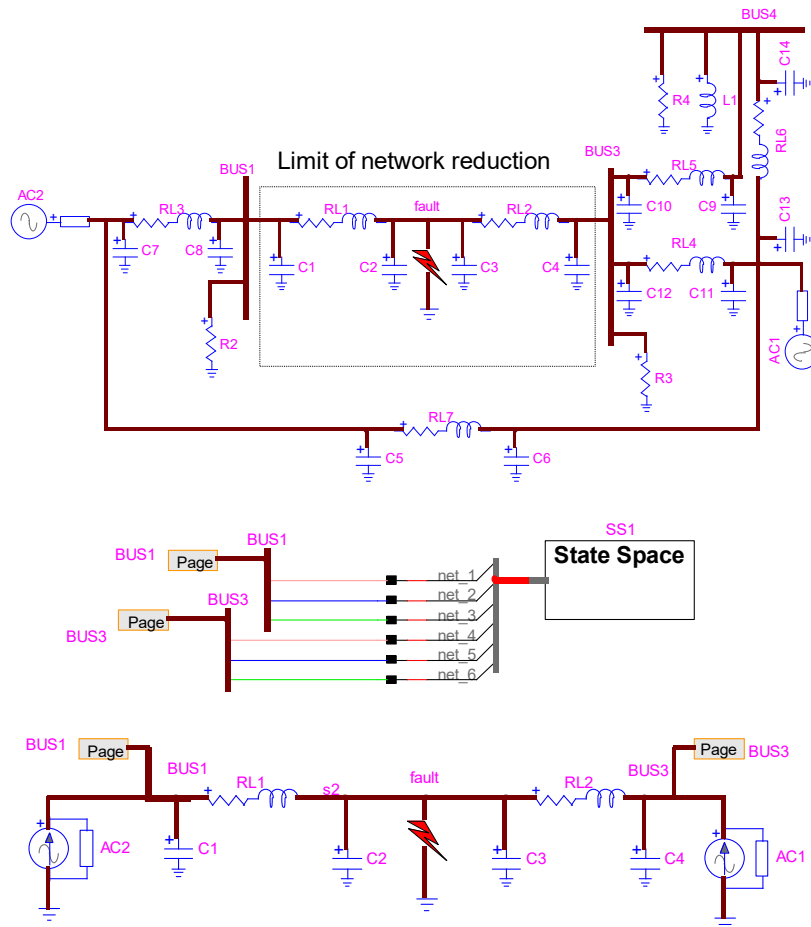 BUS4
C14
R4
L1
RL6
BUS1
Limit of network reduction
BUS3
AC2
RL3
RL1
fault
RL2
RL5
C10
C9
C13
C7
C8
C1
C2
C3
C4
RL4
C12
C11
R2
R3
AC1
RL7
C5
C6
SS1
State Space
BUS1
BUS1
Page
net_1
net_2
BUS3
net_3
BUS3
Page
net_4
net_5
net_6
BUS1
Page
BUS1
RL1
s2
fault
RL2
BUS3
Page
BUS3
AC2
C1
C2
C3
C4
AC1